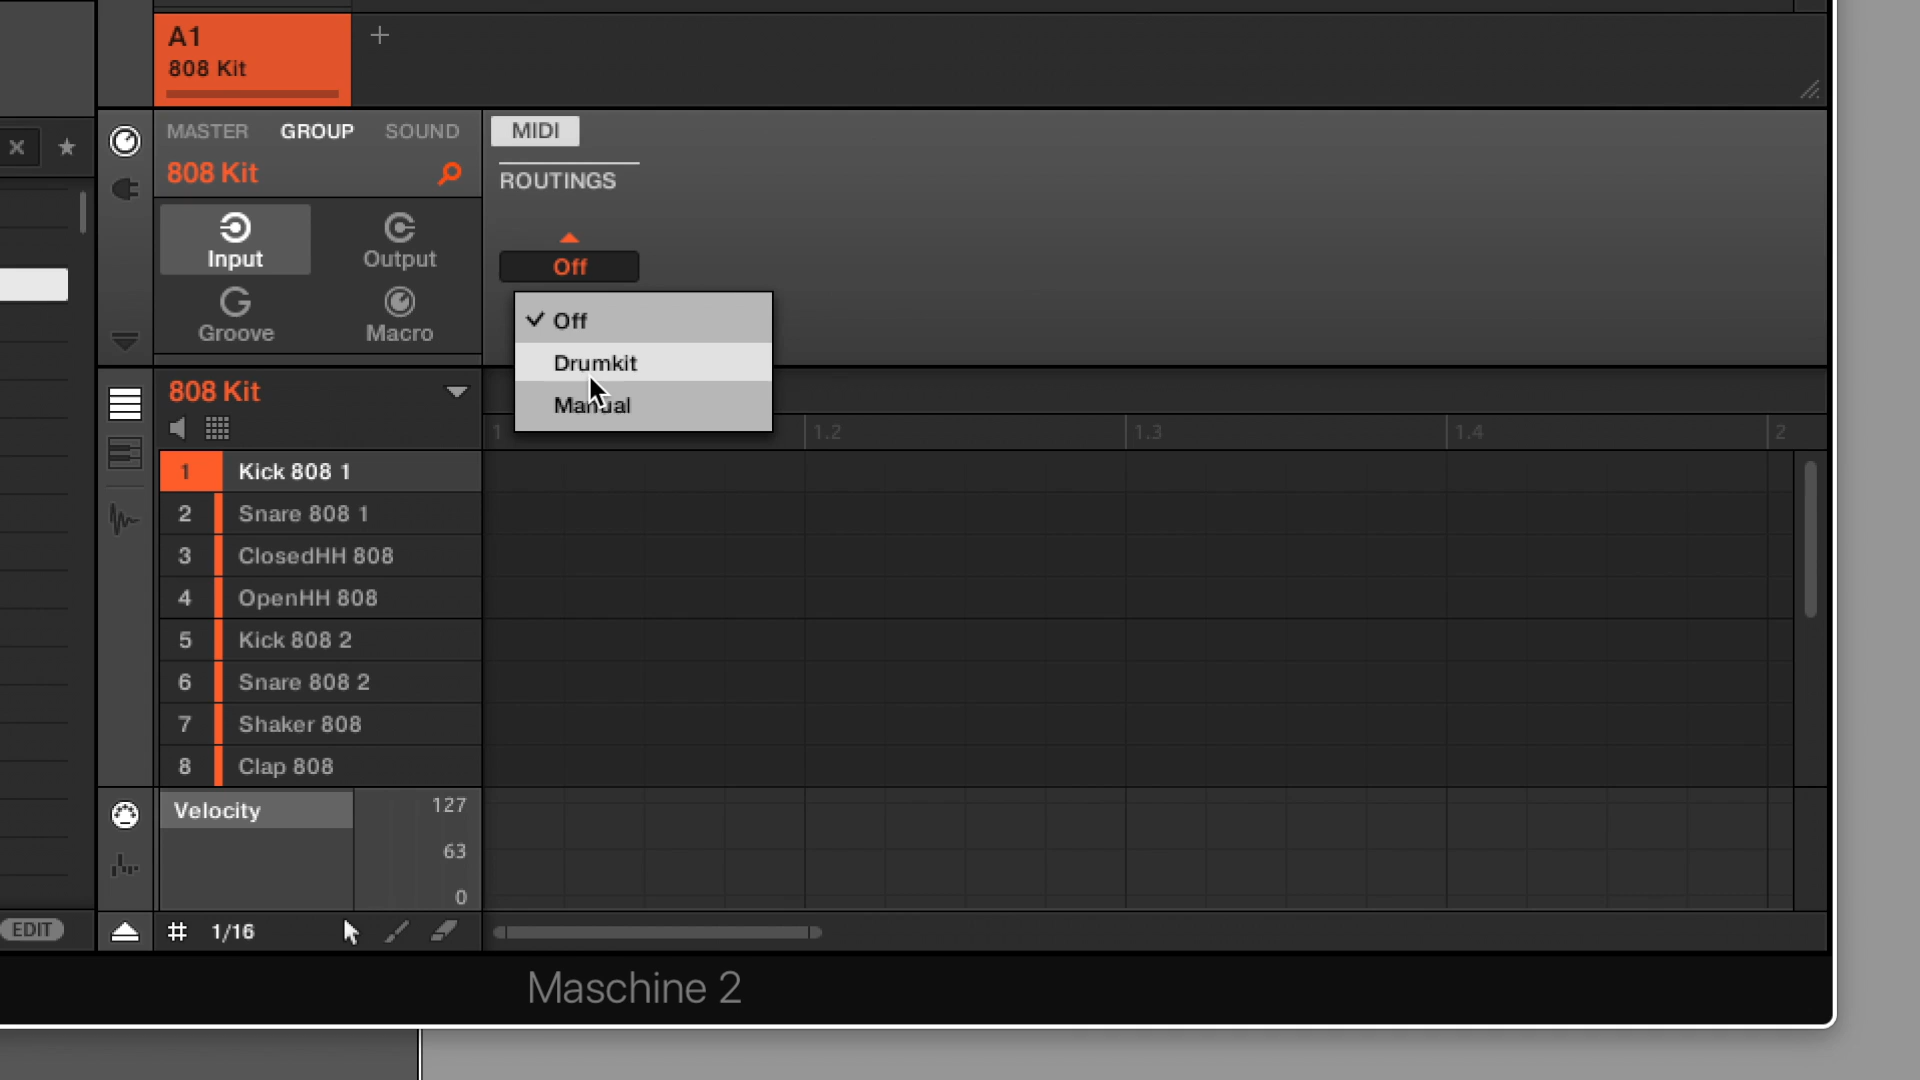 A1
808 Kit
MASTER GROUP SOUND
MIDI
808 Kit
ROUTINGS
Input
Output
Off
Groove
Macro
Off
Drumkit
Manual
808 Kit
1 1.2 1.3 1.4 2
1 Kick 808 1
2 Snare 808 1
3 ClosedHH 808
4 OpenHH 808
5 Kick 808 2
6 Snare 808 2
7 Shaker 808
8 Clap 808
Velocity
127
63
0
EDIT
1/16
Maschine 2